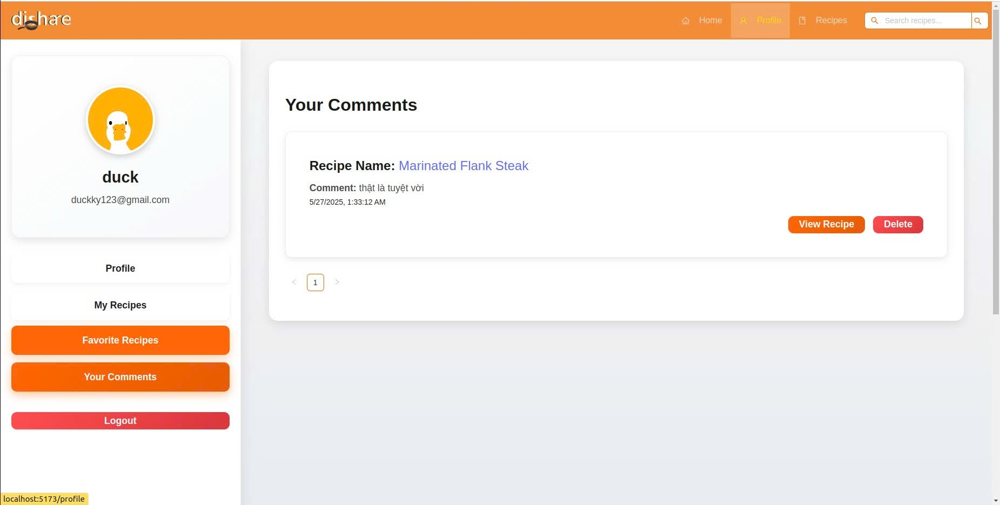 dishare
Home
Profile
Recipes
Search recipes...
duck
duckky123@gmail.com
Profile
My Recipes
Favorite Recipes
Your Comments
Logout
Your Comments
Recipe Name: Marinated Flank Steak
Comment: thật là tuyệt vời
5/27/2025, 1:33:12 AM
View Recipe
Delete
1
localhost:5173/profile